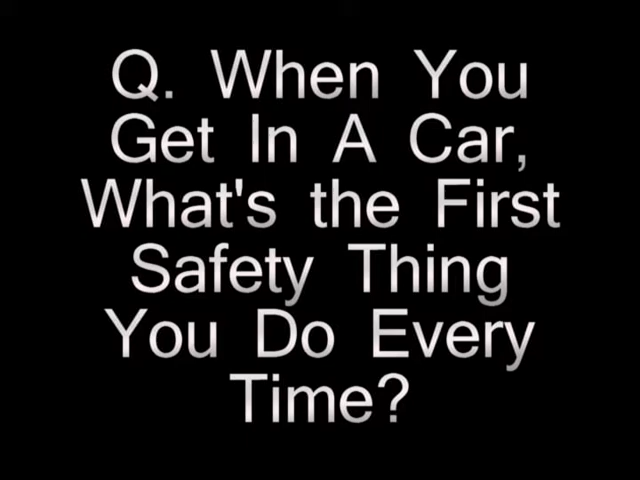 Q. When You
Get In A Car,
What's the First
Safety Thing
You Do Every
Time?